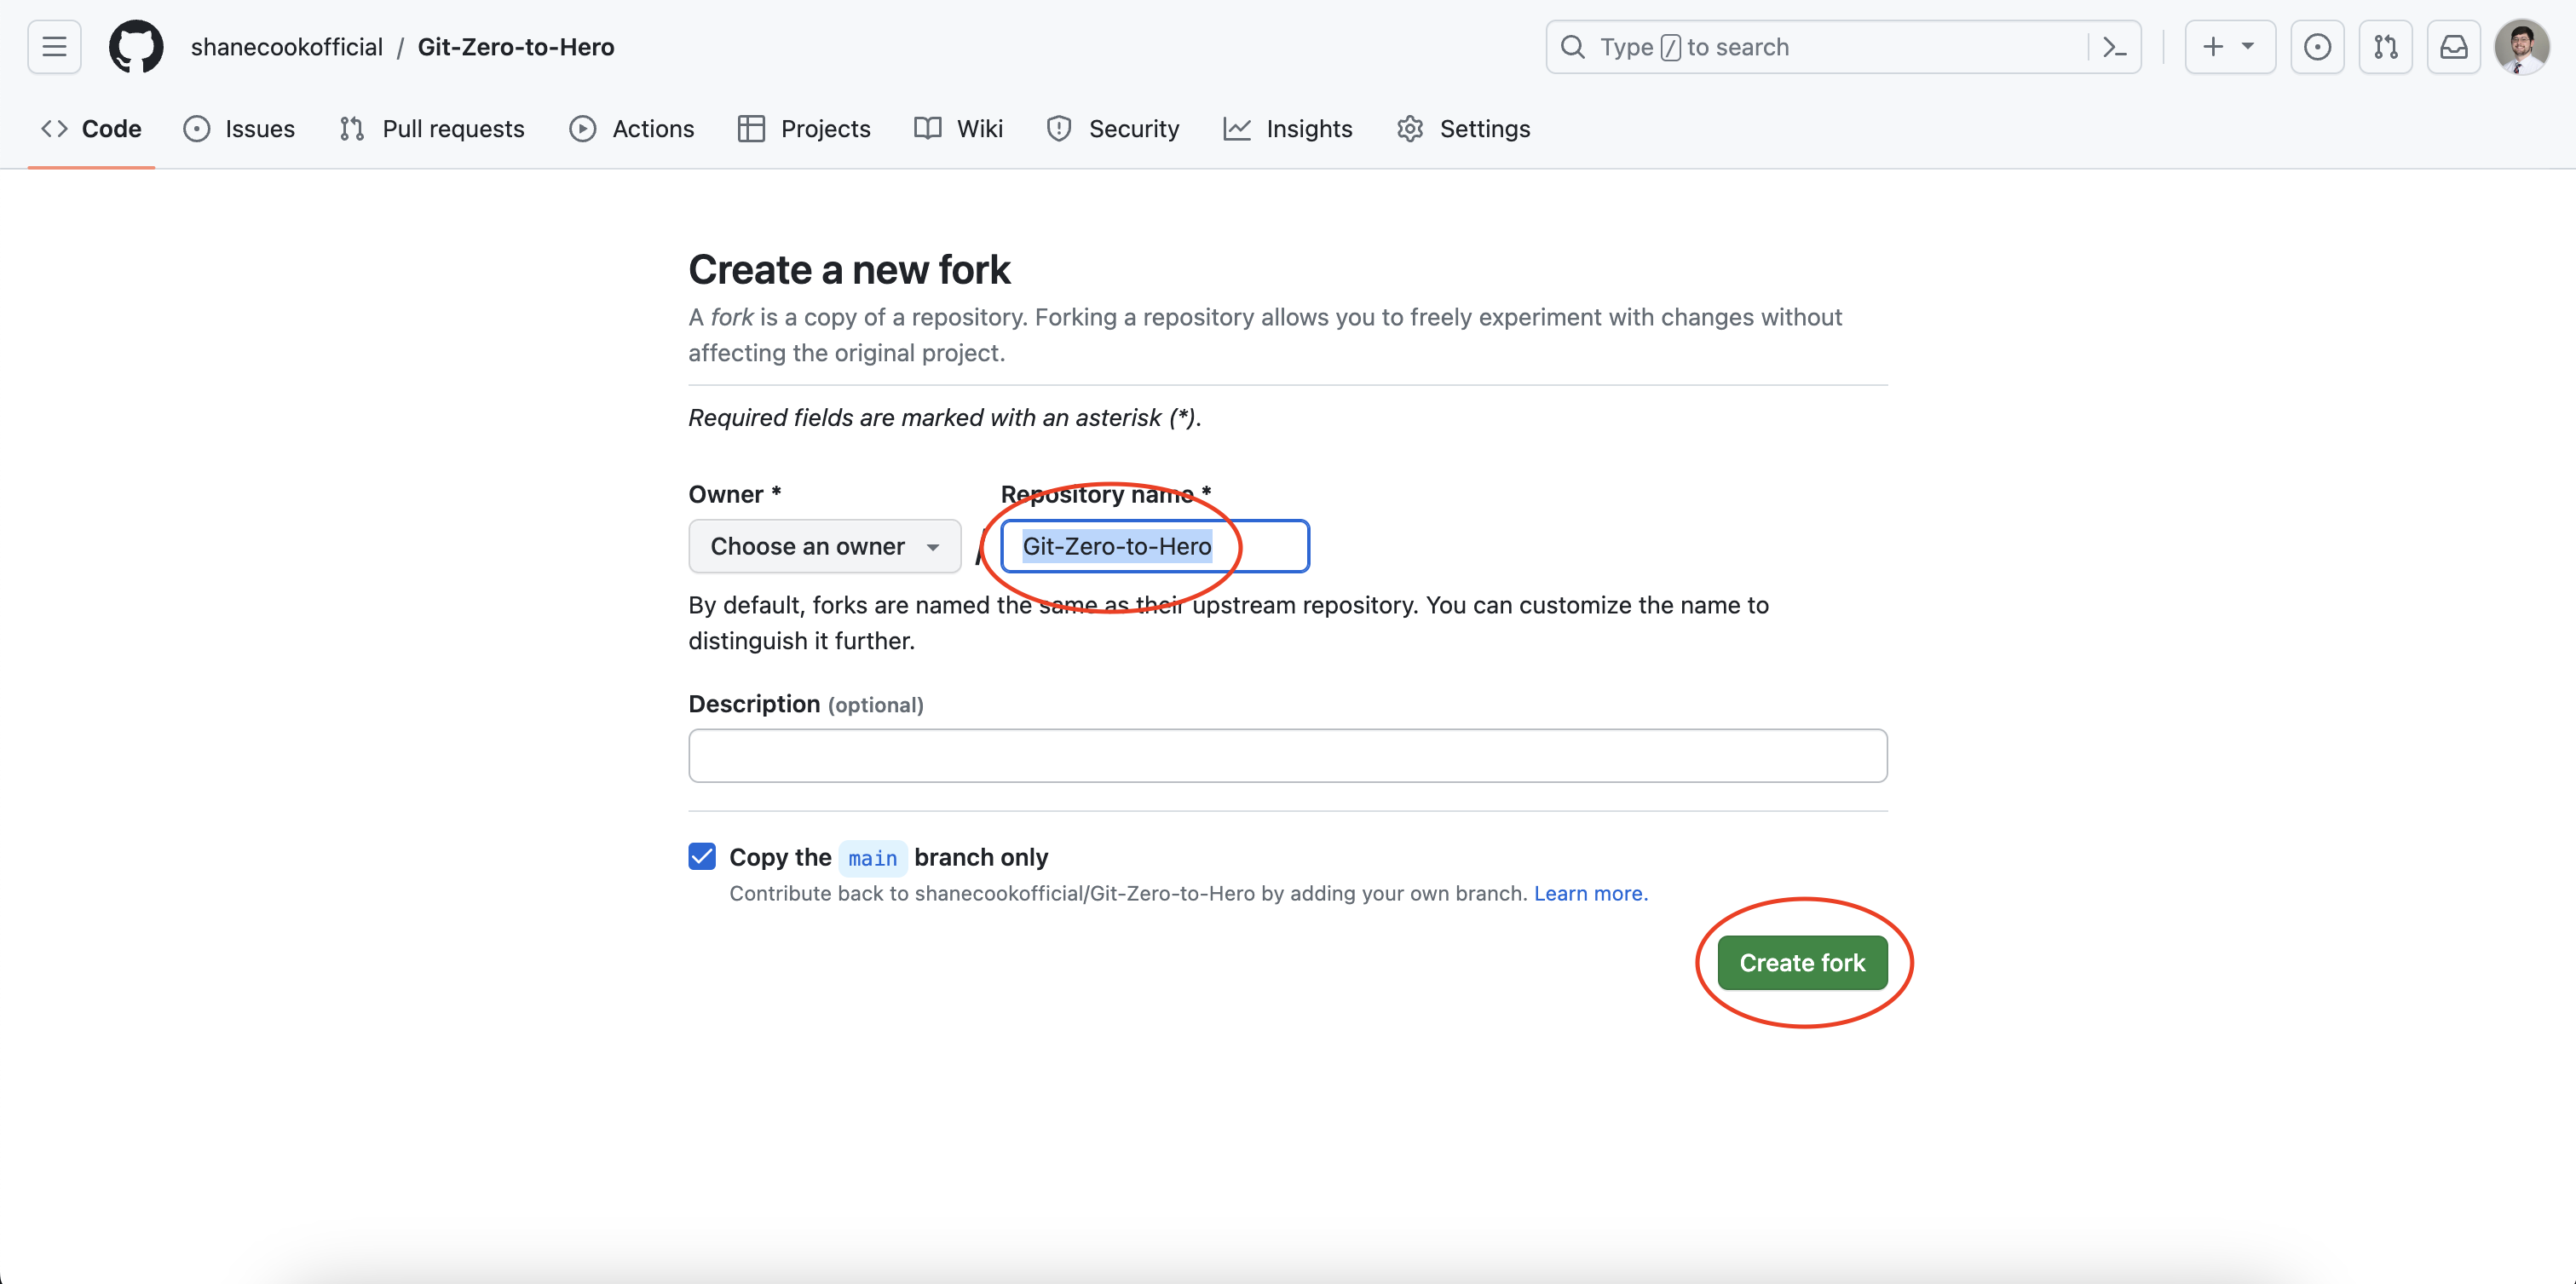 shanecookofficial / Git-Zero-to-Hero
Type / to search
Code Issues Pull requests Actions Projects Wiki Security Insights Settings
Create a new fork
A fork is a copy of a repository. Forking a repository allows you to freely experiment with changes without
affecting the original project.
Required fields are marked with an asterisk (*).
Owner * Repository name *
Choose an owner / Git-Zero-to-Hero
By default, forks are named the same as their upstream repository. You can customize the name to
distinguish it further.
Description (optional)
Copy the main branch only
Contribute back to shanecookofficial/Git-Zero-to-Hero by adding your own branch. Learn more.
Create fork